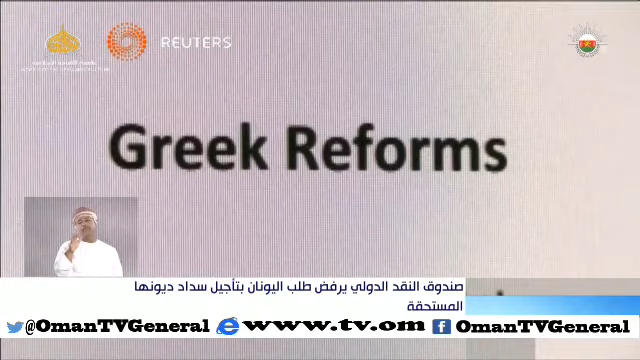 REUTERS
Greek Reforms
صندوق النقد الدولي يرفض طلب اليونان بتأجيل سداد ديونها
المستحقة
@OmanTVGeneral www.tv.om OmanTVGeneral